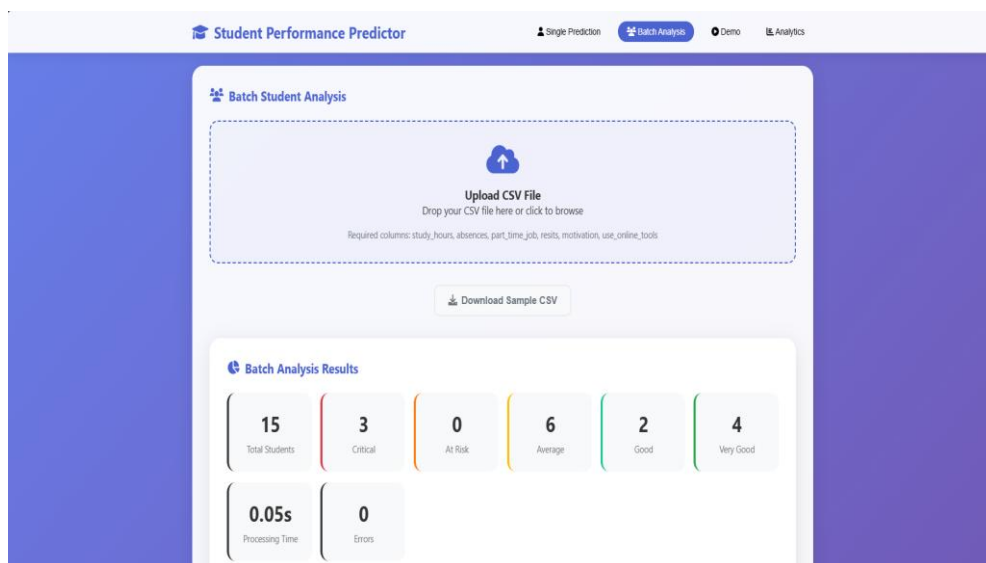 Student Performance Predictor
Single Prediction
Batch Analysis
Demo
Analytics
Batch Student Analysis
Upload CSV File
Drop your CSV file here or click to browse
Required columns: study_hours, absences, part_time_job, resits, motivation, use_online_tools
Download Sample CSV
Batch Analysis Results
15
Total Students
3
Critical
0
At Risk
6
Average
2
Good
4
Very Good
0.05s
Processing Time
0
Errors